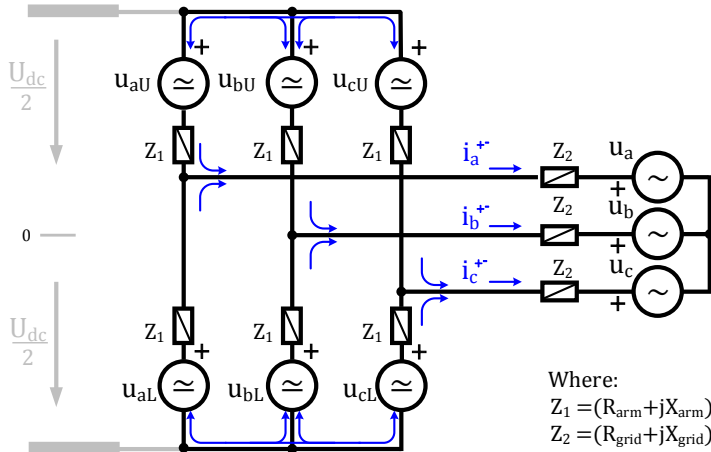 + + +
u_aU u_bU u_cU
U_dc
2
Z_1 Z_1 Z_1
i_a^+- Z_2 u_a
+
0
i_b^+- Z_2 u_b
+
i_c^+- Z_2 u_c
+
U_dc
2
Z_1 Z_1 Z_1
+ + +
u_aL u_bL u_cL
Where:
Z_1 =(R_arm+jX_arm)
Z_2 =(R_grid+jX_grid)